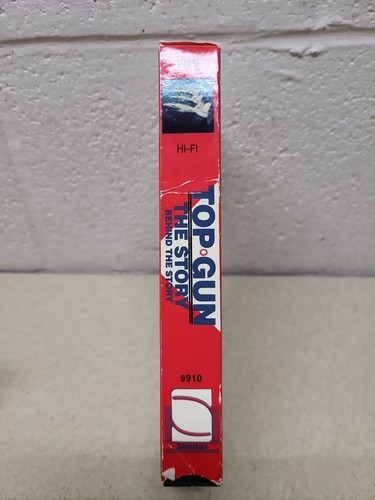 HI-FI
TOP GUN
THE STORY
BEHIND THE STORY
9910